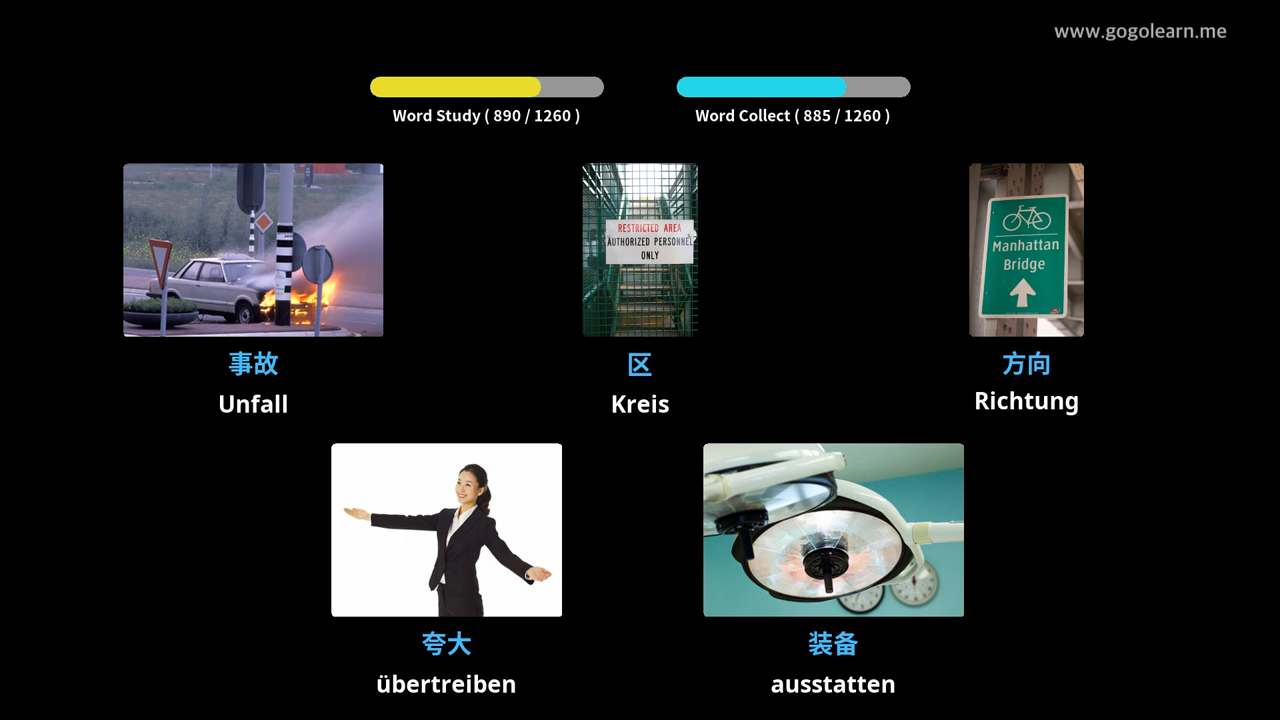 www.gogolearn.me
Word Study ( 890 / 1260 )
Word Collect ( 885 / 1260 )
RESTRICTED AREA
AUTHORIZED PERSONNEL
ONLY
Manhattan
Bridge
事故
区
方向
Unfall
Kreis
Richtung
夸大
装备
übertreiben
ausstatten